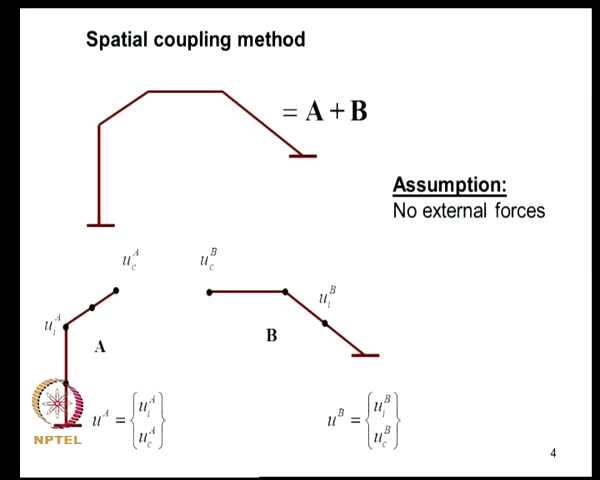 Spatial coupling method
= A + B
Assumption:
No external forces
u_c^A
u_c^B
u_i^A
u_i^B
A
B
u^A = {u_i^A
u_c^A}
u^B = {u_i^B
u_c^B}
NPTEL
4